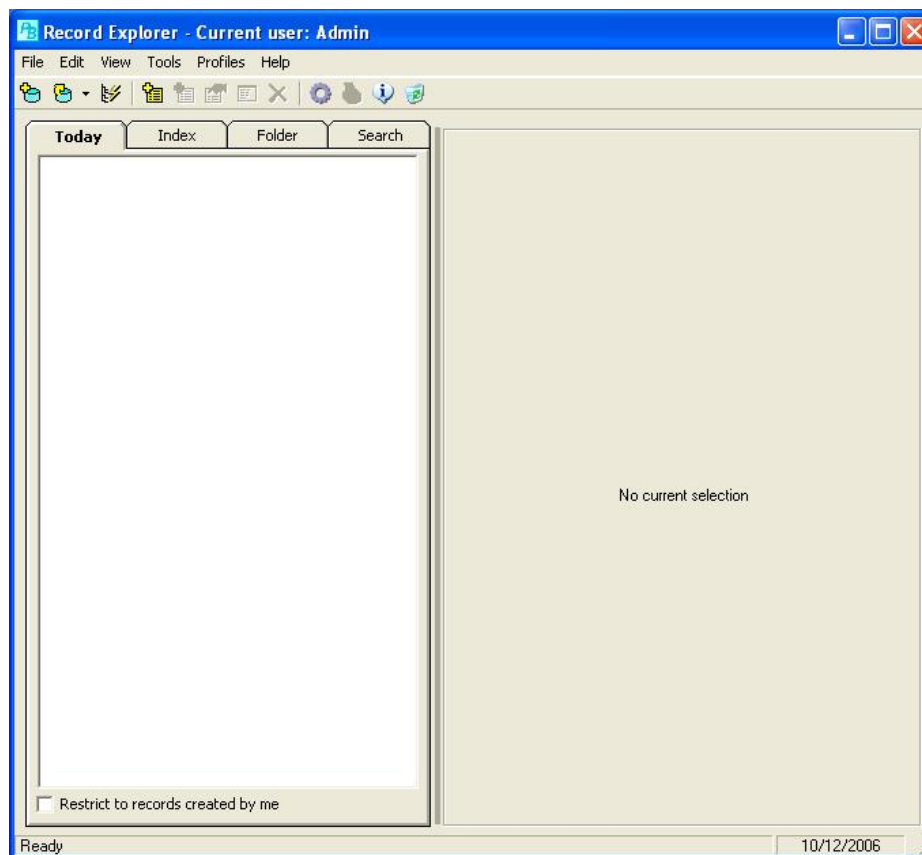 PB Record Explorer - Current user: Admin
File Edit View Tools Profiles Help
Today Index Folder Search
No current selection
Restrict to records created by me
Ready 10/12/2006